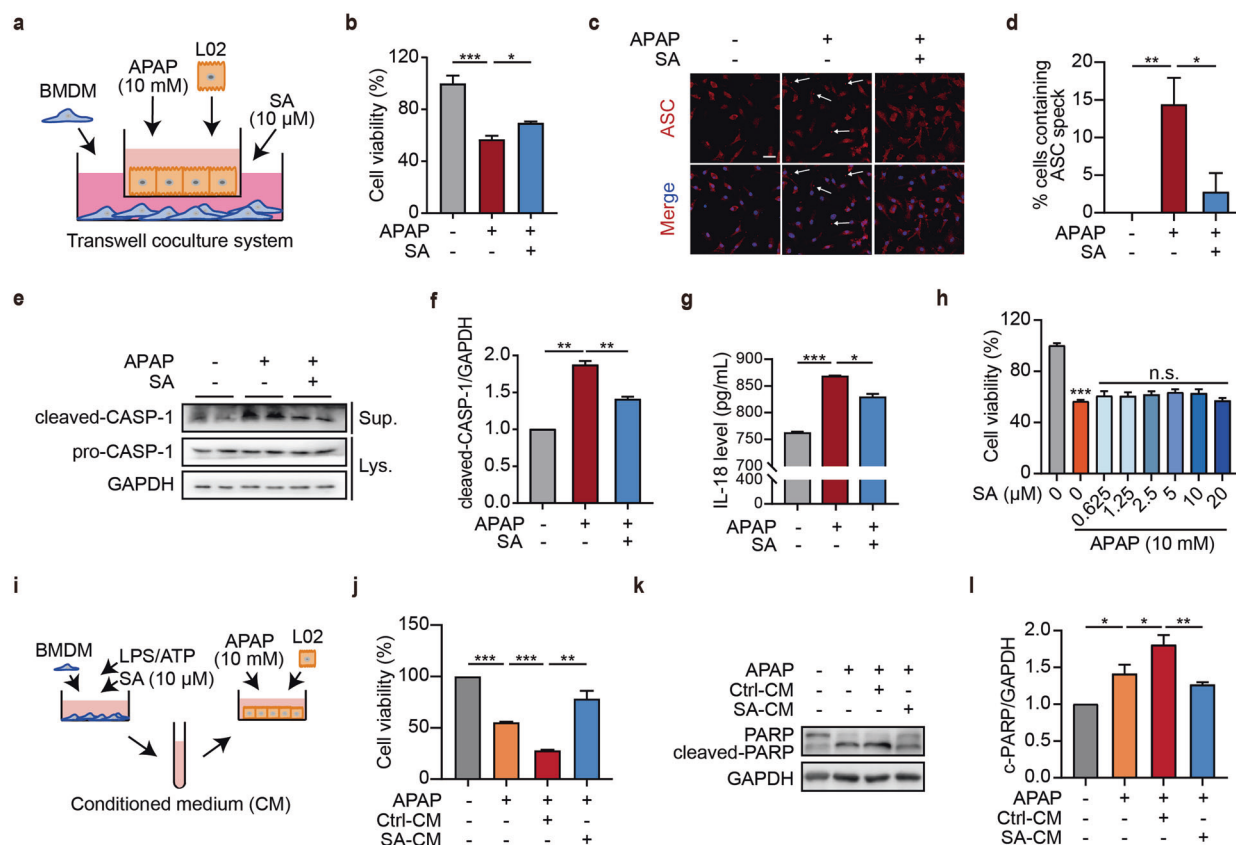 a
BMDM
APAP
(10 mM)
L02
SA
(10 μM)
Transwell coculture system
b
Cell viability (%)
120
80
40
0
***
*
APAP - + +
SA - - +
c
APAP - + +
SA - - +
ASC
Merge
d
% cells containing
ASC speck
20
15
10
5
0
**
*
APAP - + +
SA - - +
e
APAP - + +
SA - - +
cleaved-CASP-1
Sup.
pro-CASP-1
GAPDH
Lys.
f
cleaved-CASP-1/GAPDH
2.0
1.5
1.0
0.5
0.0
**
**
APAP - + +
SA - - +
g
IL-18 level (pg/mL)
900
850
800
750
700
400
0
***
*
APAP - + +
SA - - +
h
Cell viability (%)
120
80
40
0
***
n.s.
SA (μM) 0 0 0.625 1.25 2.5 5 10 20
APAP (10 mM)
i
BMDM
LPS/ATP
SA (10 μM)
APAP
(10 mM)
L02
Conditioned medium (CM)
j
Cell viability (%)
150
100
50
0
***
***
**
APAP - + + +
Ctrl-CM - - + -
SA-CM - - - +
k
APAP - + + +
Ctrl-CM - - + -
SA-CM - - - +
PARP
cleaved-PARP
GAPDH
l
c-PARP/GAPDH
2.0
1.5
1.0
0.5
0.0
*
*
**
APAP - + + +
Ctrl-CM - - + -
SA-CM - - - +